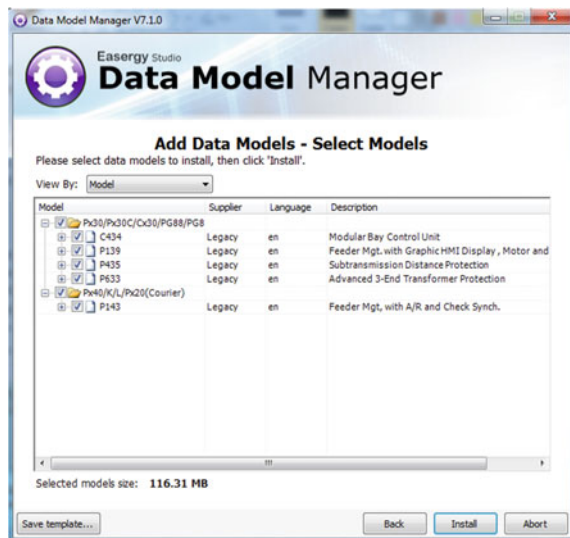 Data Model Manager V7.1.0
Easergy Studio
Data Model Manager
Add Data Models - Select Models
Please select data models to install, then click 'Install'.
View By: Model
Model Supplier Language Description
Px30/Px30C/Cx30/PG88/PG8
C434 Legacy en Modular Bay Control Unit
P139 Legacy en Feeder Mgt. with Graphic HMI Display , Motor and
P435 Legacy en Subtransmission Distance Protection
P633 Legacy en Advanced 3-End Transformer Protection
Px40/K/L/Px20(Courier)
P143 Legacy en Feeder Mgt, with A/R and Check Synch.
Selected models size: 116.31 MB
Save template... Back Install Abort